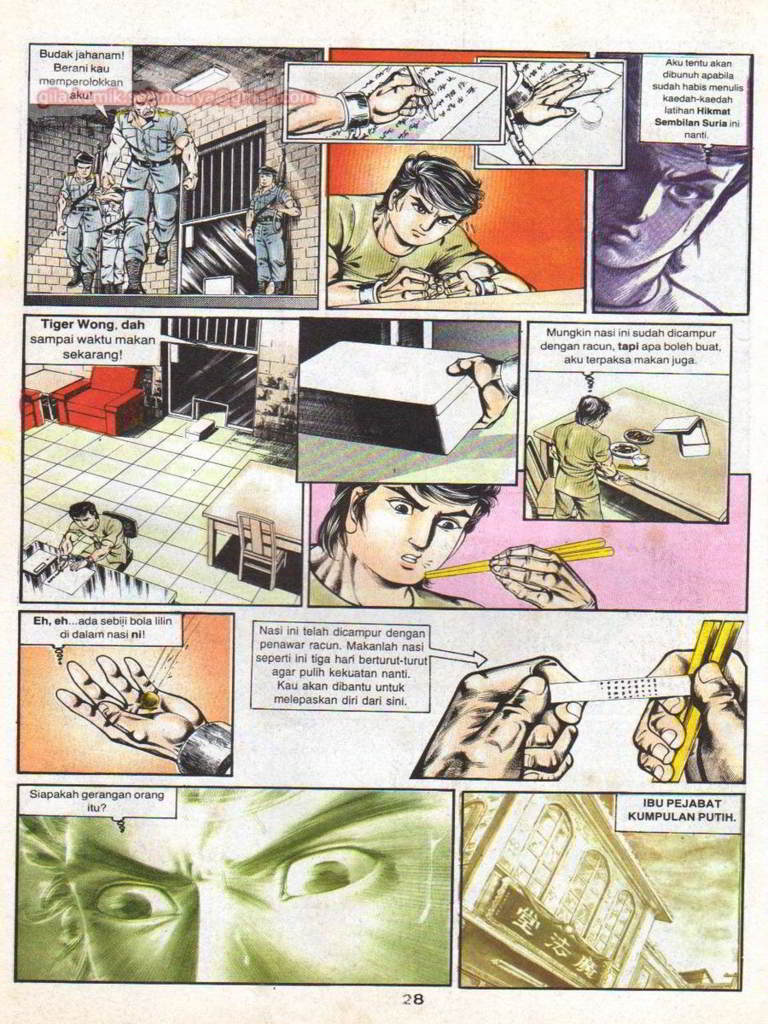 Budak jahanam!
Berani kau
memperolokkan
aku!
Aku tentu akan
dibunuh apabila
sudah habis menulis
kaedah-kaedah
latihan Hikmat
Sembilan Suria ini
nanti.
Tiger Wong, dah
sampai waktu makan
sekarang!
Mungkin nasi ini sudah dicampur
dengan racun, tapi apa boleh buat,
aku terpaksa makan juga.
Eh, eh...ada sebiji bola lilin
di dalam nasi ni!
Nasi ini telah dicampur dengan
penawar racun. Makanlah nasi
seperti ini tiga hari berturut-turut
agar pulih kekuatan nanti.
Kau akan dibantu untuk
melepaskan diri dari sini.
Siapakah gerangan orang
itu?
IBU PEJABAT
KUMPULAN PUTIH.
堂法
28